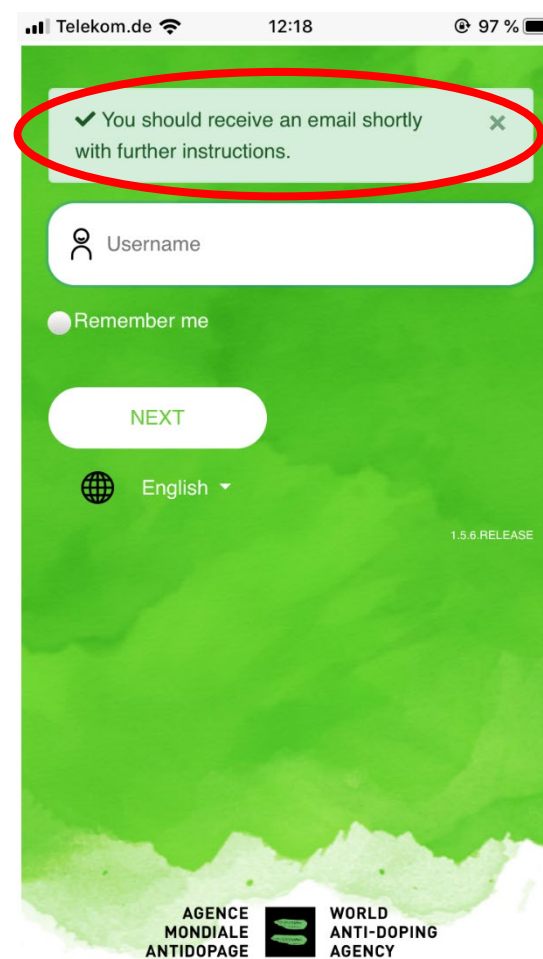 Telekom.de 12:18 97 %
✔ You should receive an email shortly ×
with further instructions.
Username
Remember me
NEXT
English
1.5.6.RELEASE
AGENCE
MONDIALE
ANTIDOPAGE
WORLD
ANTI-DOPING
AGENCY